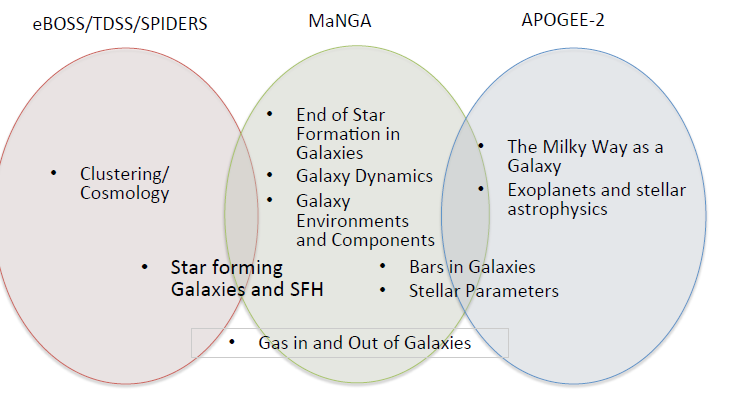 eBOSS/TDSS/SPIDERS
MaNGA
APOGEE-2
• Clustering/
Cosmology
• End of Star
Formation in
Galaxies
• Galaxy Dynamics
• Galaxy
Environments
and Components
• The Milky Way as a
Galaxy
• Exoplanets and stellar
astrophysics
• Star forming
Galaxies and SFH
• Bars in Galaxies
• Stellar Parameters
• Gas in and Out of Galaxies